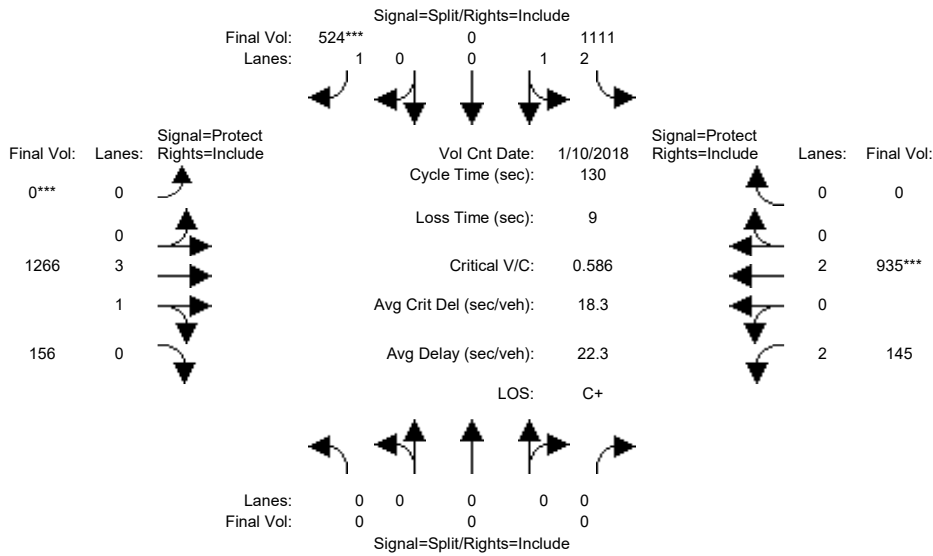 Signal=Split/Rights=Include
Final Vol: 524*** 0 1111
Lanes: 1 0 0 1 2
Signal=Protect Signal=Protect
Final Vol: Lanes: Rights=Include Vol Cnt Date: 1/10/2018 Rights=Include Lanes: Final Vol:
Cycle Time (sec): 130
0*** 0 0 0
Loss Time (sec): 9
0 0
1266 3 Critical V/C: 0.586 2 935***
1 Avg Crit Del (sec/veh): 18.3 0
156 0 Avg Delay (sec/veh): 22.3 2 145
LOS: C+
Lanes: 0 0 0 0 0
Final Vol: 0 0 0
Signal=Split/Rights=Include